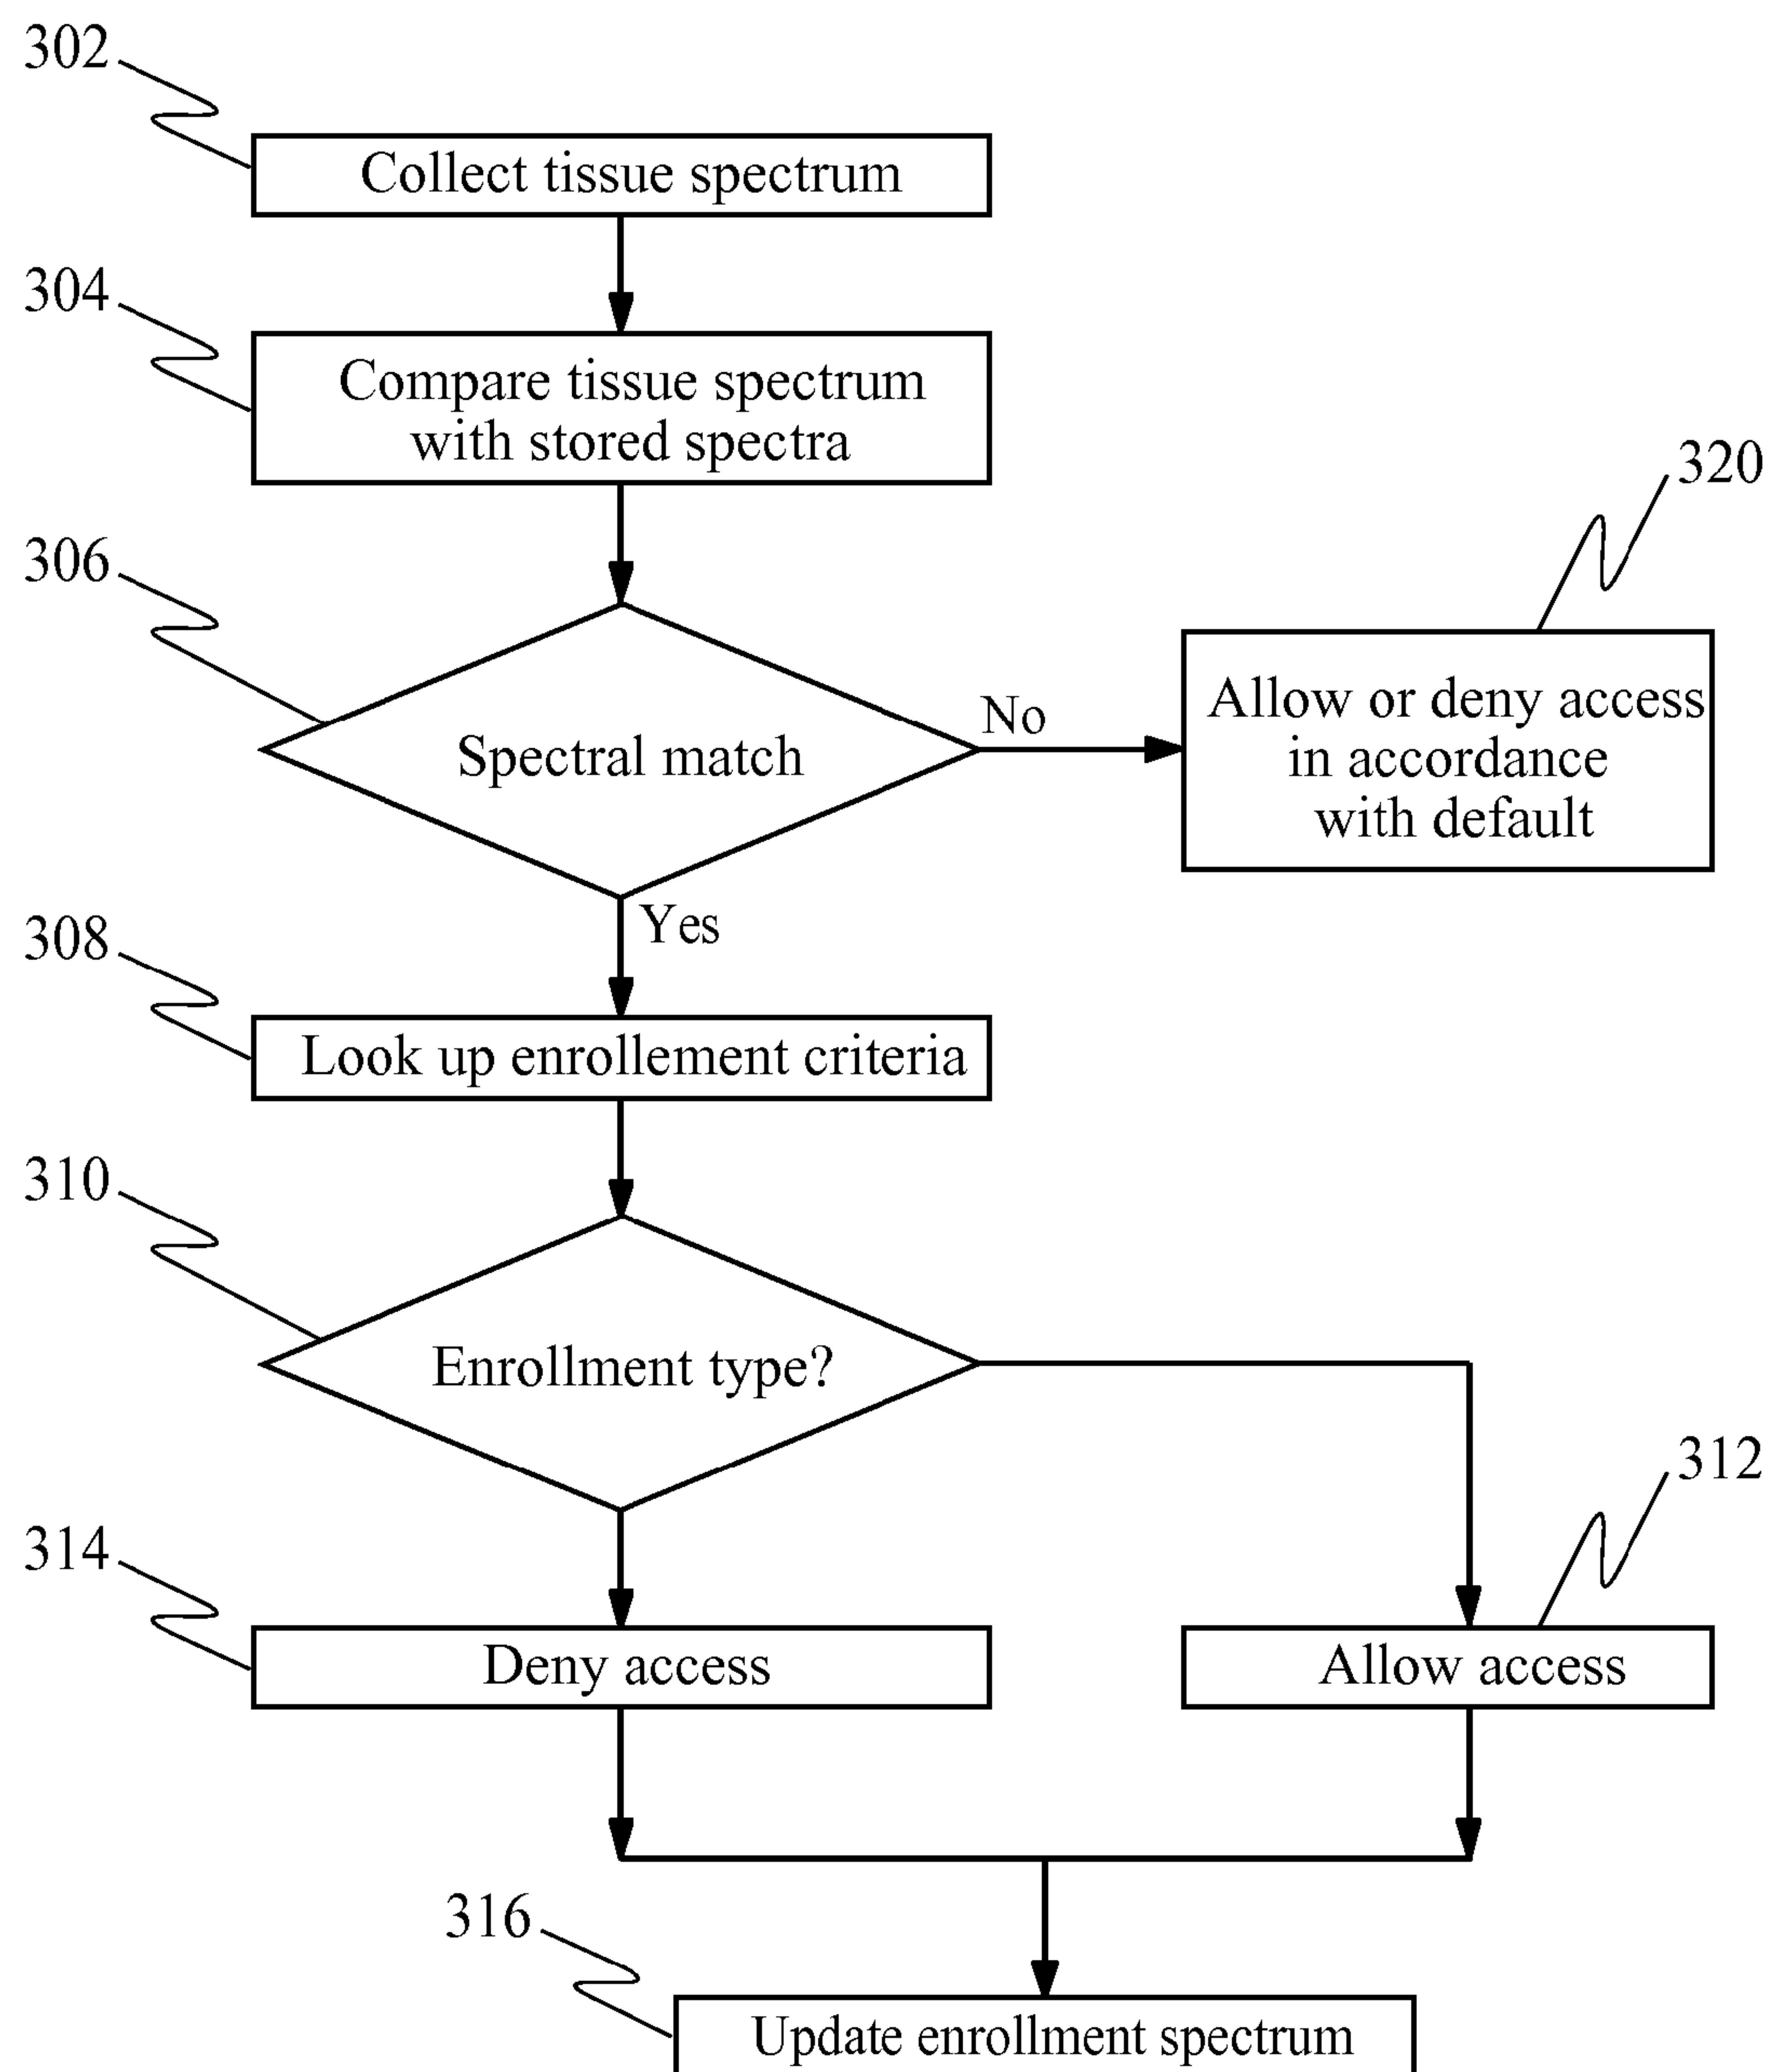 302
Collect tissue spectrum
304
Compare tissue spectrum
with stored spectra
320
306
Spectral match
No
Allow or deny access
in accordance
with default
Yes
308
Look up enrollement criteria
310
Enrollment type?
312
314
Deny access
Allow access
316
Update enrollment spectrum